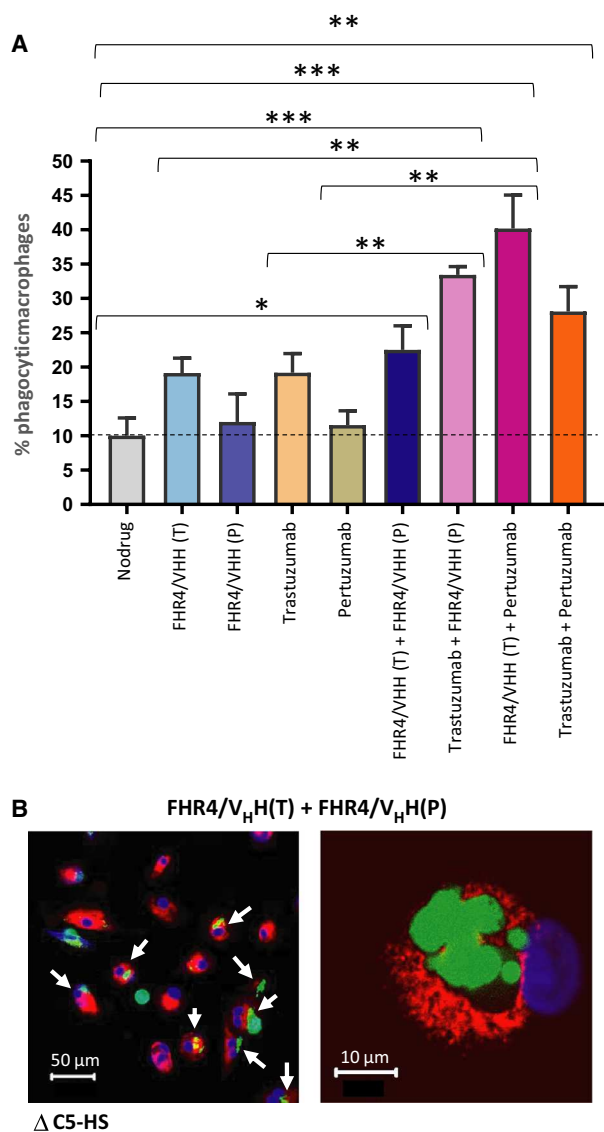 A
**
***
***
**
**
**
*
% phagocyticmacrophages
50
45
40
35
30
25
20
15
10
5
0
Nodrug
FHR4/VHH (T)
FHR4/VHH (P)
Trastuzumab
Pertuzumab
FHR4/VHH (T) + FHR4/VHH (P)
Trastuzumab + FHR4/VHH (P)
FHR4/VHH (T) + Pertuzumab
Trastuzumab + Pertuzumab
B
FHR4/VHH(T) + FHR4/VHH(P)
50 µm
10 µm
Δ C5-HS